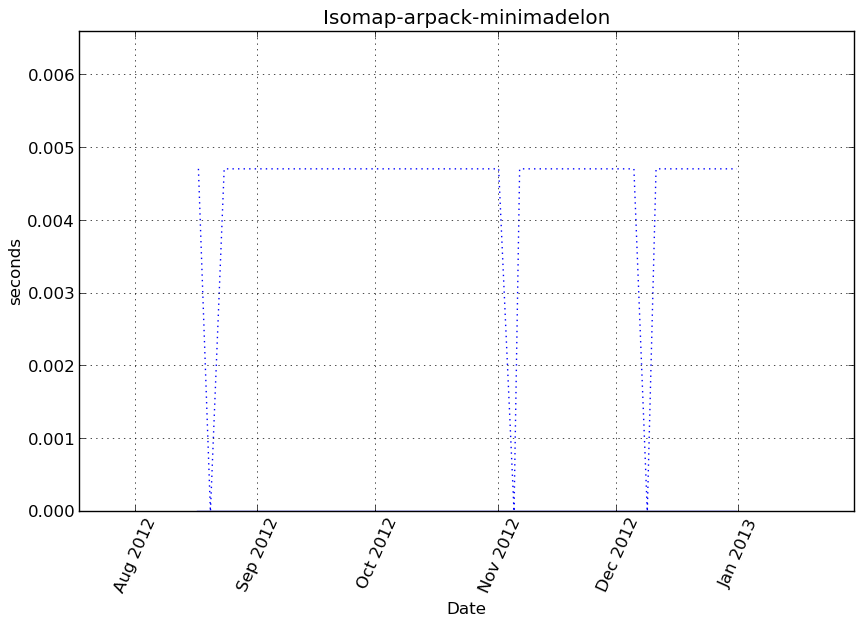 Isomap-arpack-minimadelon
0.006
0.005
0.004
0.003
0.002
0.001
0.000
seconds
Aug 2012
Sep 2012
Oct 2012
Nov 2012
Dec 2012
Jan 2013
Date